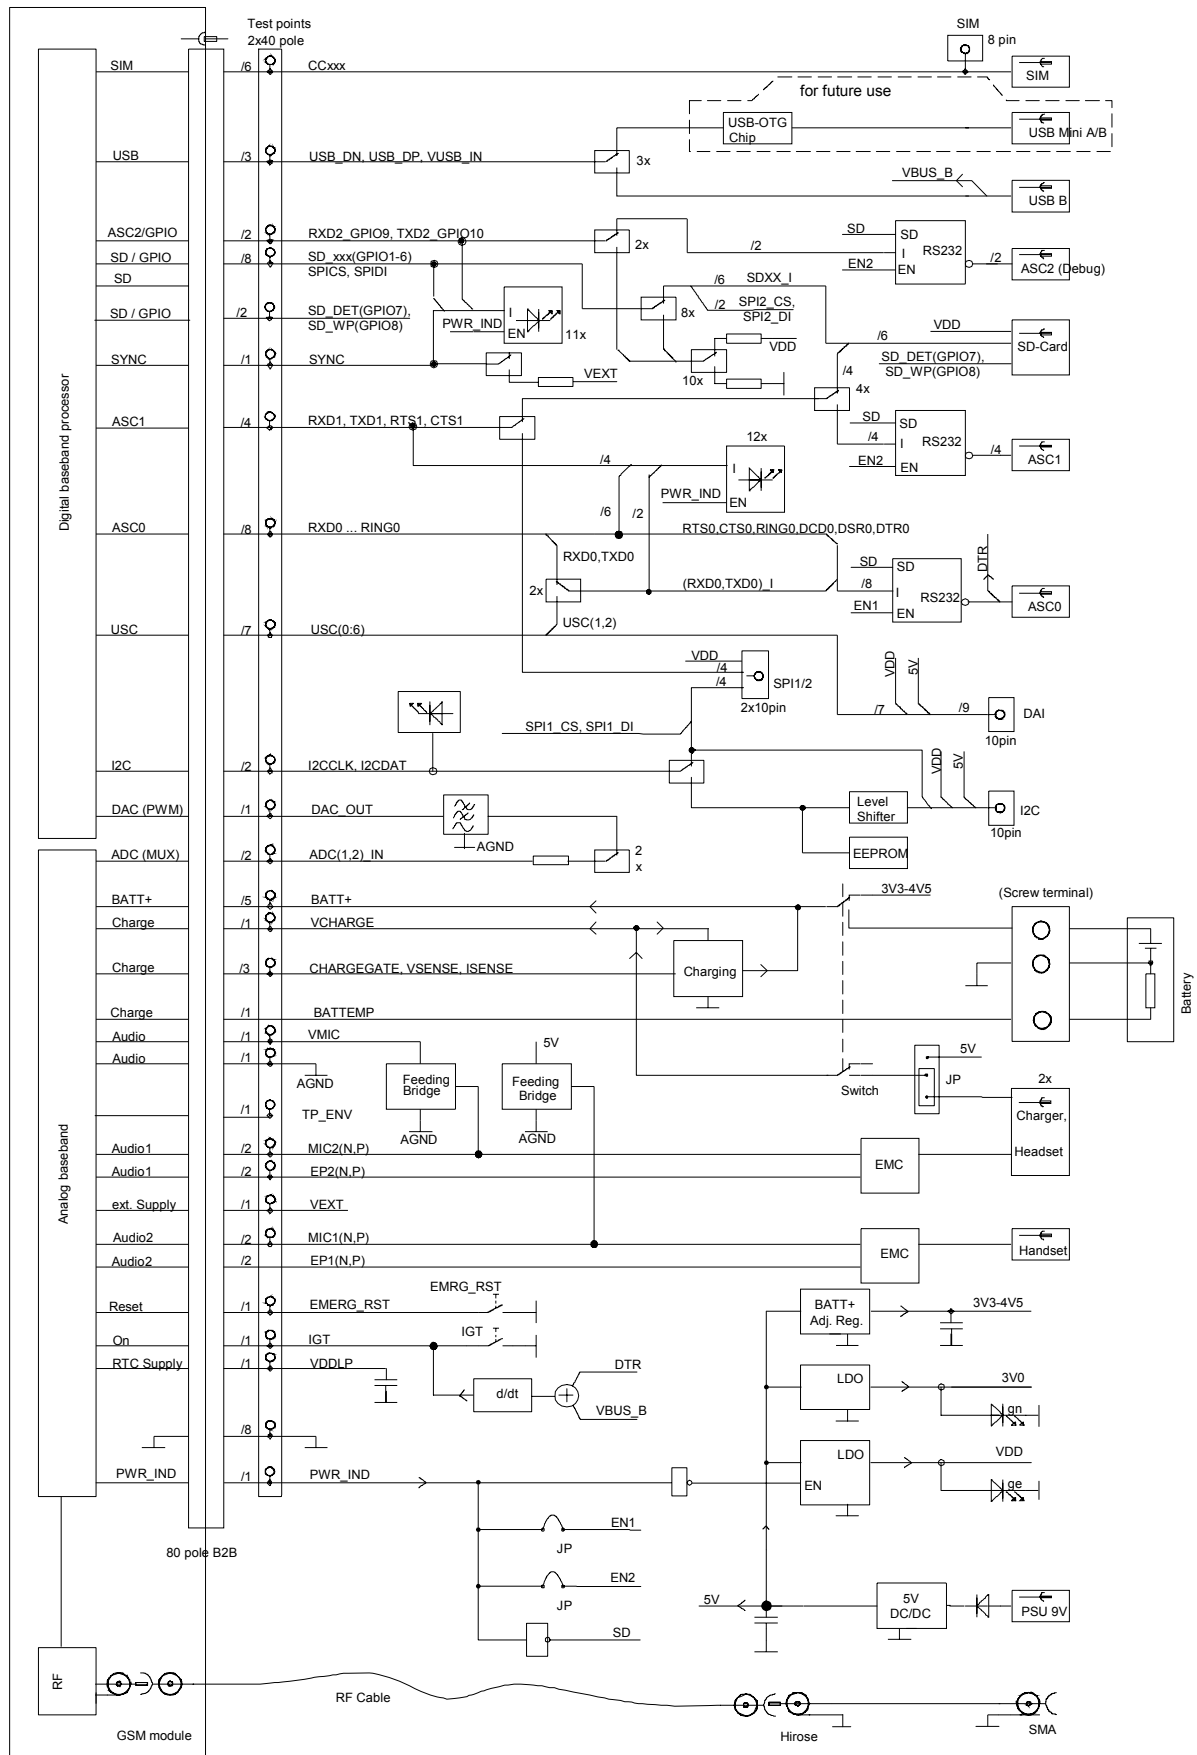 Test points
2x40 pole
SIM
8 pin
SIM
/6
CCxxx
SIM
for future use
USB-OTG
Chip
USB Mini A/B
USB
/3
USB_DN, USB_DP, VUSB_IN
3x
VBUS_B
USB B
ASC2/GPIO
/2
RXD2_GPIO9, TXD2_GPIO10
2x
/2
SD
SD
I
EN2
EN
RS232
/2
ASC2 (Debug)
SD / GPIO
/8
SD_xxx(GPIO1-6)
SPICS, SPIDI
SD
/6
SDXX_I
/2
SPI2_CS,
SPI2_DI
8x
SD / GPIO
/2
SD_DET(GPIO7),
SD_WP(GPIO8)
I
PWR_IND
EN
11x
VDD
/6
SD-Card
SD_DET(GPIO7),
SD_WP(GPIO8)
SYNC
/1
SYNC
VEXT
VDD
10x
/4
4x
ASC1
/4
RXD1, TXD1, RTS1, CTS1
SD
SD
/4
I
RS232
EN2
EN
/4
ASC1
12x
/4
I
PWR_IND
EN
/6
/2
Digital baseband processor
ASC0
/8
RXD0 ... RING0
RTS0,CTS0,RING0,DCD0,DSR0,DTR0
RXD0,TXD0
2x
(RXD0,TXD0)_I
SD
SD
/8
I
RS232
EN1
EN
DTR
ASC0
USC(1,2)
USC
/7
USC(0:6)
VDD
/4
/4
SPI1/2
2x10pin
VDD
5V
/7
/9
DAI
10pin
SPI1_CS, SPI1_DI
I2C
/2
I2CCLK, I2CDAT
VDD
5V
Level
Shifter
I2C
10pin
DAC (PWM)
/1
DAC_OUT
AGND
EEPROM
ADC (MUX)
/2
ADC(1,2)_IN
2
x
BATT+
/5
BATT+
3V3-4V5
(Screw terminal)
Charge
/1
VCHARGE
Charge
/3
CHARGEGATE, VSENSE, ISENSE
Charging
Battery
Charge
/1
BATTEMP
Audio
/1
VMIC
Audio
/1
AGND
5V
Feeding
Bridge
AGND
Feeding
Bridge
AGND
Switch
5V
JP
2x
Charger,
Headset
/1
TP_ENV
Analog baseband
Audio1
/2
MIC2(N,P)
EMC
Audio1
/2
EP2(N,P)
ext. Supply
/1
VEXT
Audio2
/2
MIC1(N,P)
EMC
Handset
Audio2
/2
EP1(N,P)
Reset
/1
EMERG_RST
EMRG_RST
BATT+
Adj. Reg.
3V3-4V5
On
/1
IGT
IGT
RTC Supply
/1
VDDLP
d/dt
DTR
VBUS_B
LDO
3V0
gn
/8
LDO
EN
VDD
ge
PWR_IND
/1
PWR_IND
80 pole B2B
EN1
JP
EN2
JP
SD
5V
5V
DC/DC
PSU 9V
RF
RF Cable
GSM module
Hirose
SMA